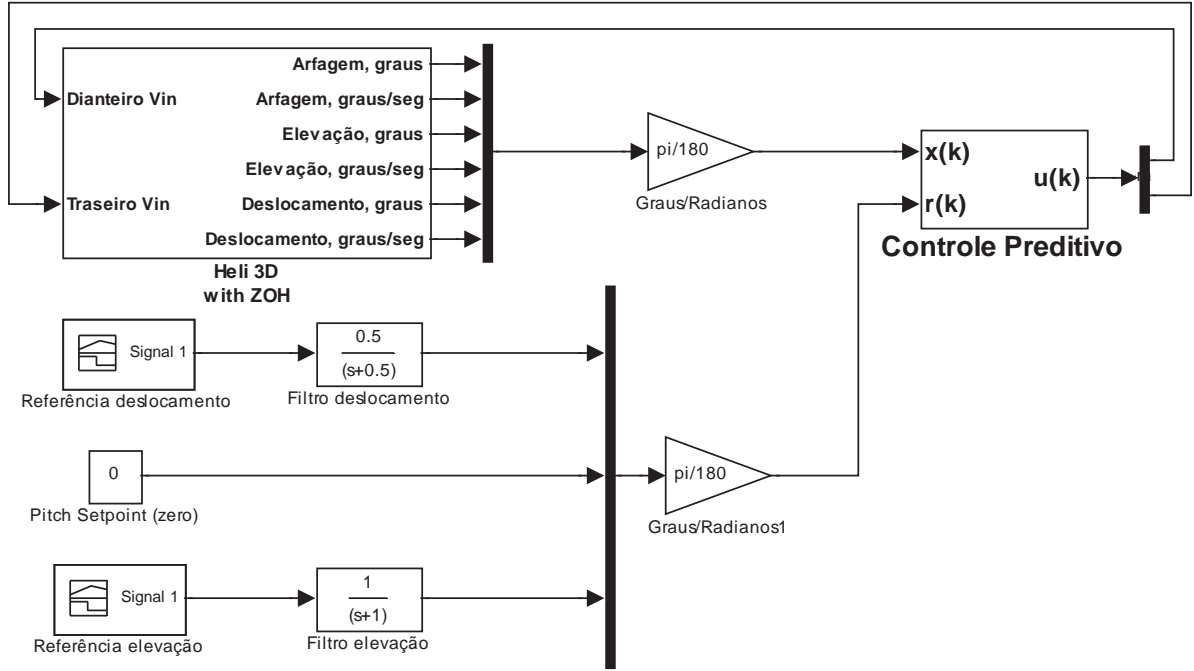 Arfagem, graus
Dianteiro Vin
Arfagem, graus/seg
Elevação, graus
Elevação, graus/seg
Traseiro Vin
Deslocamento, graus
Deslocamento, graus/seg
Heli 3D
with ZOH
pi/180
Graus/Radianos
x(k)
u(k)
r(k)
Controle Preditivo
Signal 1
Referência deslocamento
0.5
(s+0.5)
Filtro deslocamento
0
Pitch Setpoint (zero)
pi/180
Graus/Radianos1
Signal 1
Referência elevação
1
(s+1)
Filtro elevação